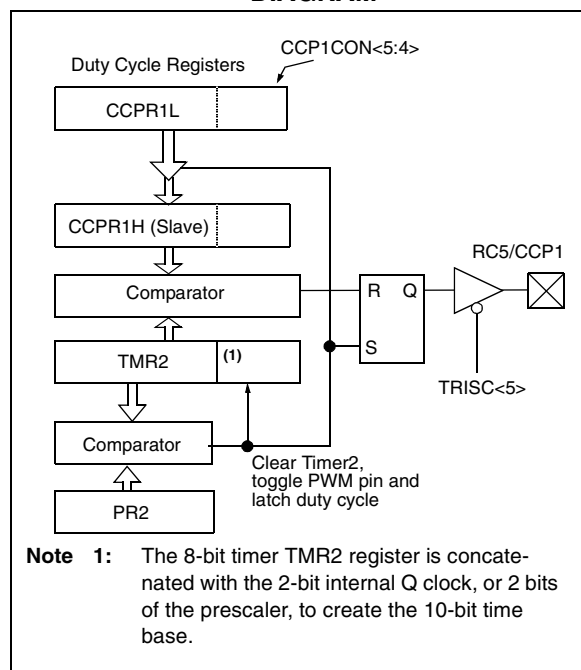 DIAGRAM
CCP1CON<5:4>
Duty Cycle Registers
CCPR1L
CCPR1H (Slave)
RC5/CCP1
Comparator
R Q
TMR2
(1)
S
TRISC<5>
Comparator
Clear Timer2,
toggle PWM pin and
latch duty cycle
PR2
Note 1: The 8-bit timer TMR2 register is concate-
nated with the 2-bit internal Q clock, or 2 bits
of the prescaler, to create the 10-bit time
base.